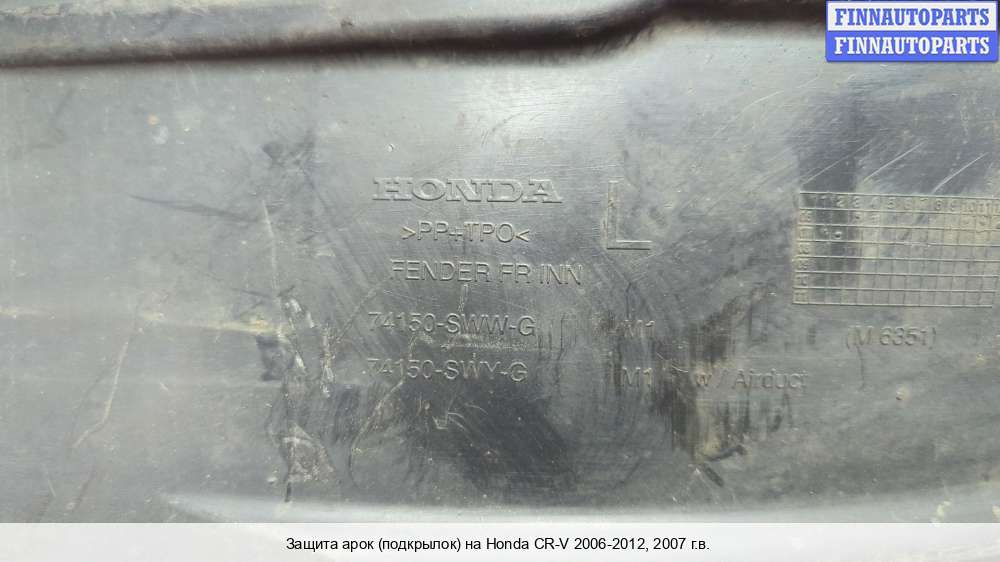 FINNAUTOPARTS
FINNAUTOPARTS
HONDA
>PP+TPO<
L
FENDER FR INN
74150-SWW-G M1 (M 6351)
74150-SWY-G M1 w / Airduct
Защита арок (подкрылок) на Honda CR-V 2006-2012, 2007 г.в.